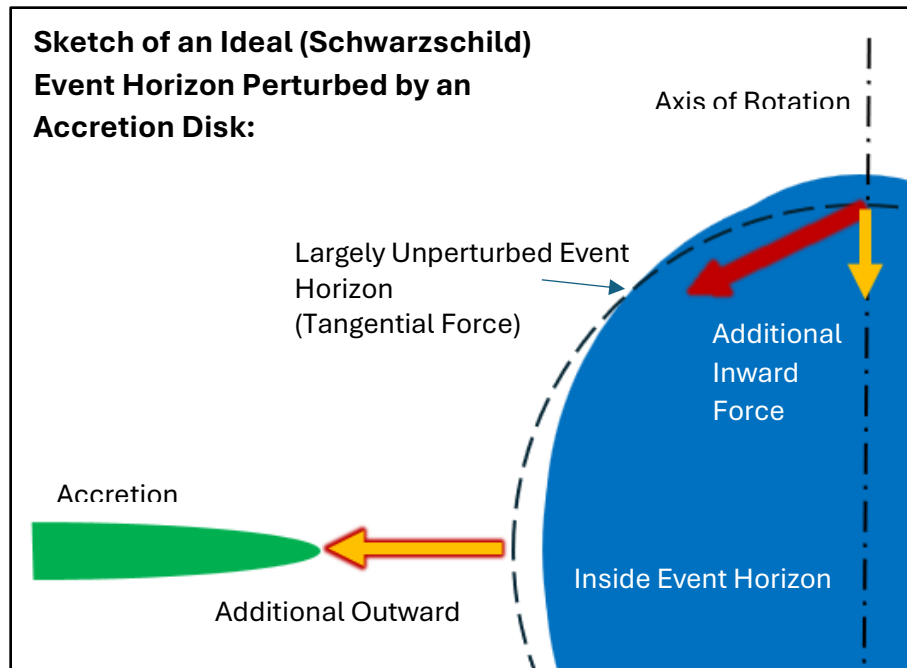 Sketch of an Ideal (Schwarzschild)
Event Horizon Perturbed by an
Accretion Disk:
Axis of Rotation
Largely Unperturbed Event
Horizon
(Tangential Force)
Additional
Inward
Force
Accretion
Inside Event Horizon
Additional Outward